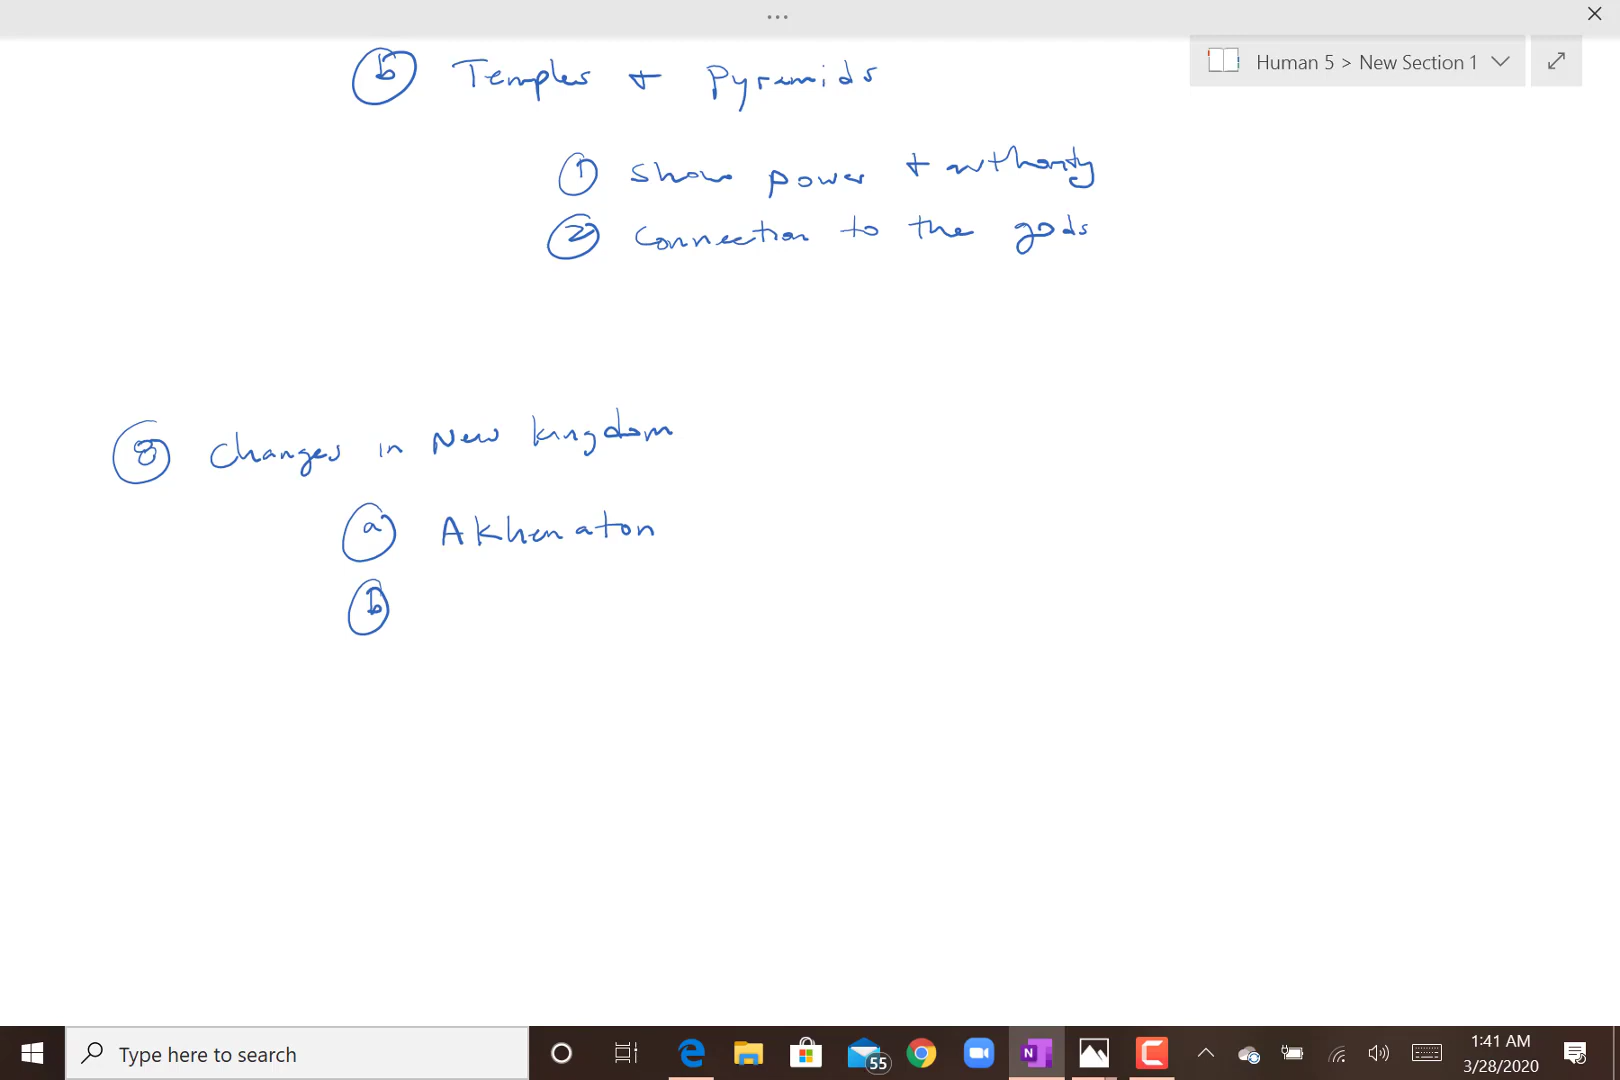 ...
Human 5 > New Section 1
b Temples + Pyramids
1 Show power + authority
2 Connection to the gods
8 Changes in New Kingdom
a Akhenaton
b
Type here to search
55
N
1:41 AM
3/28/2020